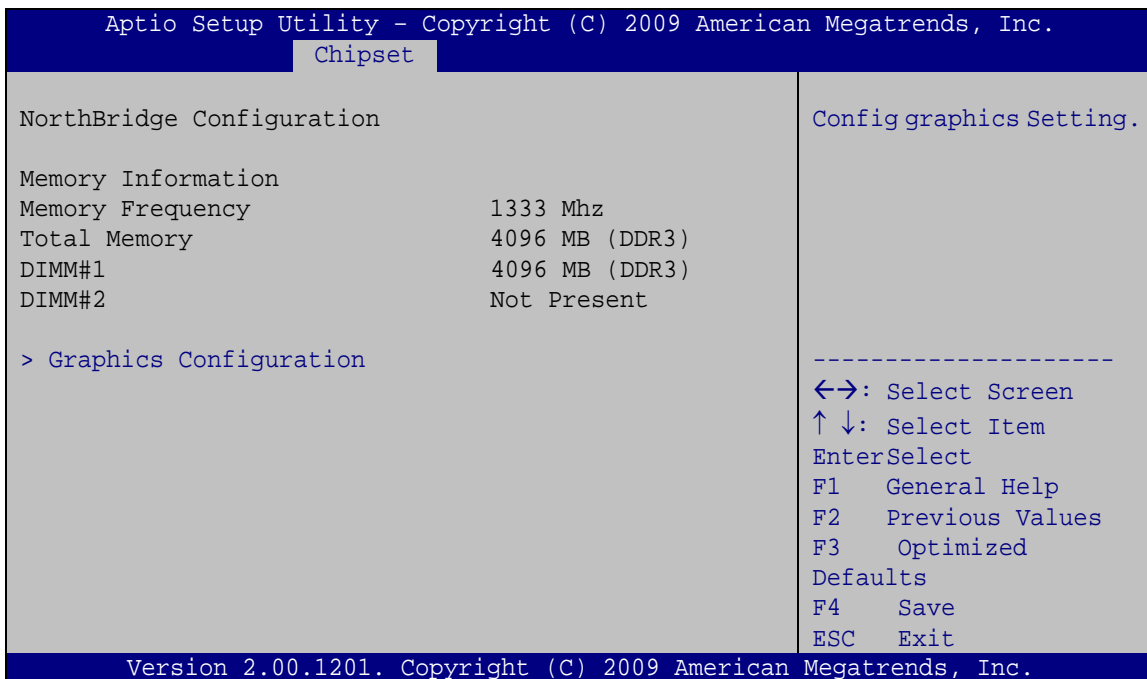 Aptio Setup Utility – Copyright (C) 2009 American Megatrends, Inc.
Chipset
NorthBridge Configuration
Memory Information
Memory Frequency 1333 Mhz
Total Memory 4096 MB (DDR3)
DIMM#1 4096 MB (DDR3)
DIMM#2 Not Present
> Graphics Configuration
Config graphics Setting.
---------------------
←→: Select Screen
↑ ↓: Select Item
EnterSelect
F1 General Help
F2 Previous Values
F3 Optimized
Defaults
F4 Save
ESC Exit
Version 2.00.1201. Copyright (C) 2009 American Megatrends, Inc.